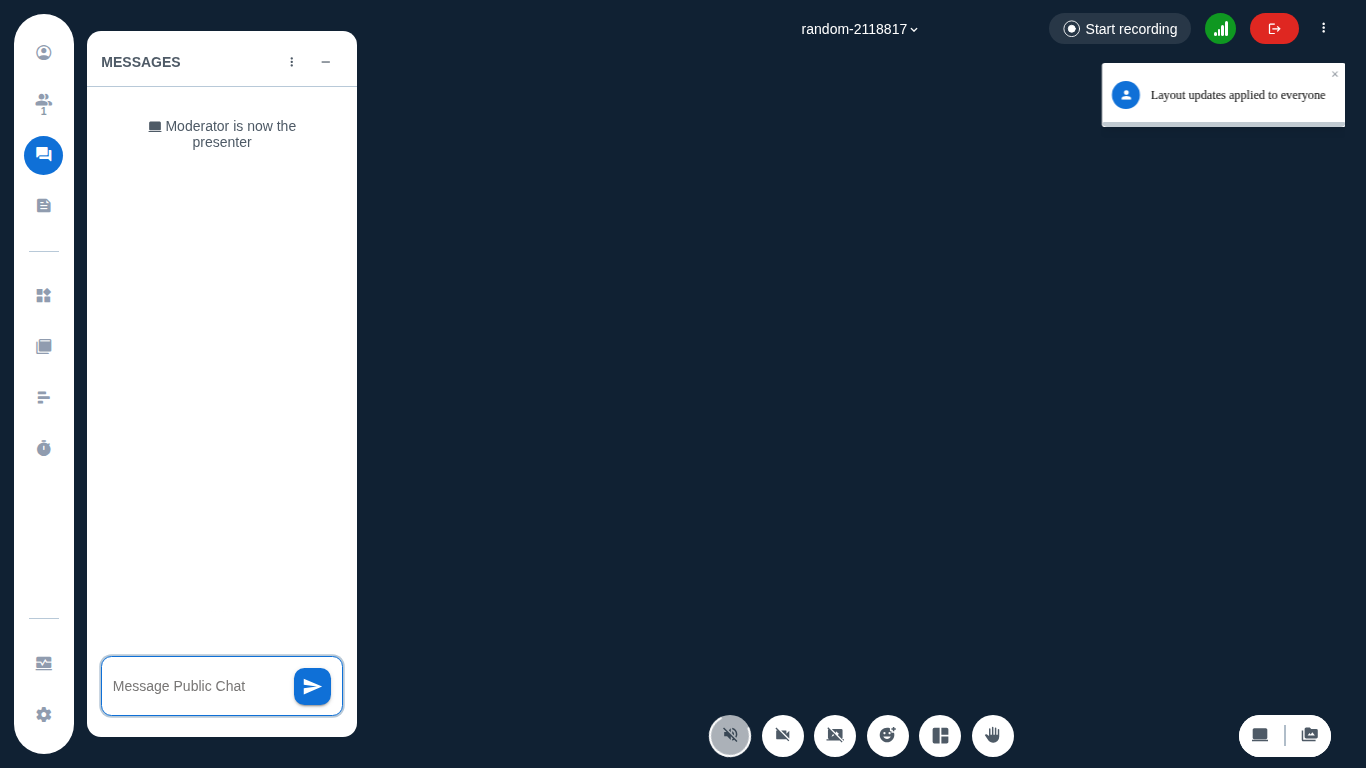 random-2118817
Start recording
MESSAGES
Layout updates applied to everyone
1
Moderator is now the
presenter
Message Public Chat